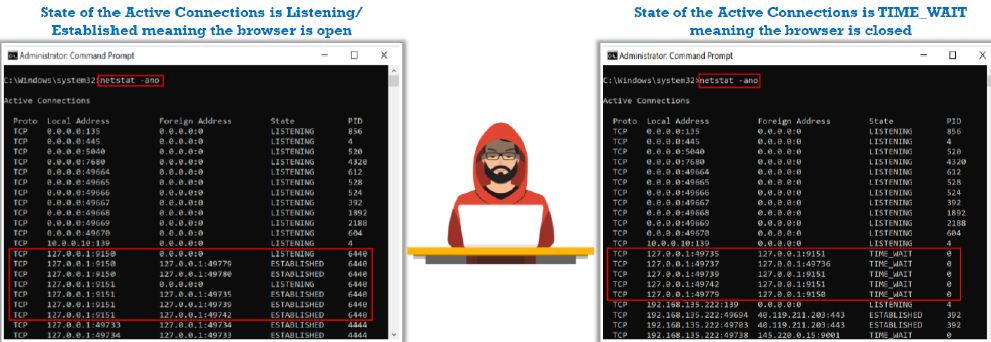 State of the Active Connections is Listening/
Established meaning the browser is open
Administrator: Command Prompt
C:\Windows\system32>netstat -ano
Active Connections
Proto Local Address Foreign Address State PID
TCP 0.0.0.0:135 0.0.0.0:0 LISTENING 856
TCP 0.0.0.0:445 0.0.0.0:0 LISTENING 4
TCP 0.0.0.0:5040 0.0.0.0:0 LISTENING 520
TCP 0.0.0.0:7680 0.0.0.0:0 LISTENING 4320
TCP 0.0.0.0:49664 0.0.0.0:0 LISTENING 612
TCP 0.0.0.0:49665 0.0.0.0:0 LISTENING 528
TCP 0.0.0.0:49666 0.0.0.0:0 LISTENING 524
TCP 0.0.0.0:49667 0.0.0.0:0 LISTENING 392
TCP 0.0.0.0:49668 0.0.0.0:0 LISTENING 1892
TCP 0.0.0.0:49669 0.0.0.0:0 LISTENING 2188
TCP 0.0.0.0:49670 0.0.0.0:0 LISTENING 604
TCP 10.0.0.10:139 0.0.0.0:0 LISTENING 4
TCP 127.0.0.1:9150 0.0.0.0:0 LISTENING 6440
TCP 127.0.0.1:9150 127.0.0.1:49779 ESTABLISHED 6440
TCP 127.0.0.1:9150 127.0.0.1:49780 ESTABLISHED 6440
TCP 127.0.0.1:9151 0.0.0.0:0 LISTENING 6440
TCP 127.0.0.1:9151 127.0.0.1:49735 ESTABLISHED 6440
TCP 127.0.0.1:9151 127.0.0.1:49739 ESTABLISHED 6440
TCP 127.0.0.1:9151 127.0.0.1:49742 ESTABLISHED 6440
TCP 127.0.0.1:49733 127.0.0.1:49734 ESTABLISHED 4444
TCP 127.0.0.1:49734 127.0.0.1:49733 ESTABLISHED 4444
State of the Active Connections is TIME_WAIT
meaning the browser is closed
Administrator: Command Prompt
C:\Windows\system32>netstat -ano
Active Connections
Proto Local Address Foreign Address State PID
TCP 0.0.0.0:135 0.0.0.0:0 LISTENING 856
TCP 0.0.0.0:445 0.0.0.0:0 LISTENING 4
TCP 0.0.0.0:5040 0.0.0.0:0 LISTENING 520
TCP 0.0.0.0:7680 0.0.0.0:0 LISTENING 4320
TCP 0.0.0.0:49664 0.0.0.0:0 LISTENING 612
TCP 0.0.0.0:49665 0.0.0.0:0 LISTENING 528
TCP 0.0.0.0:49666 0.0.0.0:0 LISTENING 524
TCP 0.0.0.0:49667 0.0.0.0:0 LISTENING 392
TCP 0.0.0.0:49668 0.0.0.0:0 LISTENING 1892
TCP 0.0.0.0:49669 0.0.0.0:0 LISTENING 2188
TCP 0.0.0.0:49670 0.0.0.0:0 LISTENING 604
TCP 10.0.0.10:139 0.0.0.0:0 LISTENING 4
TCP 127.0.0.1:49735 127.0.0.1:9151 TIME_WAIT 0
TCP 127.0.0.1:49737 127.0.0.1:49736 TIME_WAIT 0
TCP 127.0.0.1:49739 127.0.0.1:9151 TIME_WAIT 0
TCP 127.0.0.1:49742 127.0.0.1:9151 TIME_WAIT 0
TCP 127.0.0.1:49779 127.0.0.1:9150 TIME_WAIT 0
TCP 192.168.135.222:139 0.0.0.0:0 LISTENING 4
TCP 192.168.135.222:49694 40.119.211.203:443 ESTABLISHED 392
TCP 192.168.135.222:49703 40.119.211.203:443 ESTABLISHED 392
TCP 192.168.135.222:49738 145.220.0.15:9001 TIME_WAIT 0